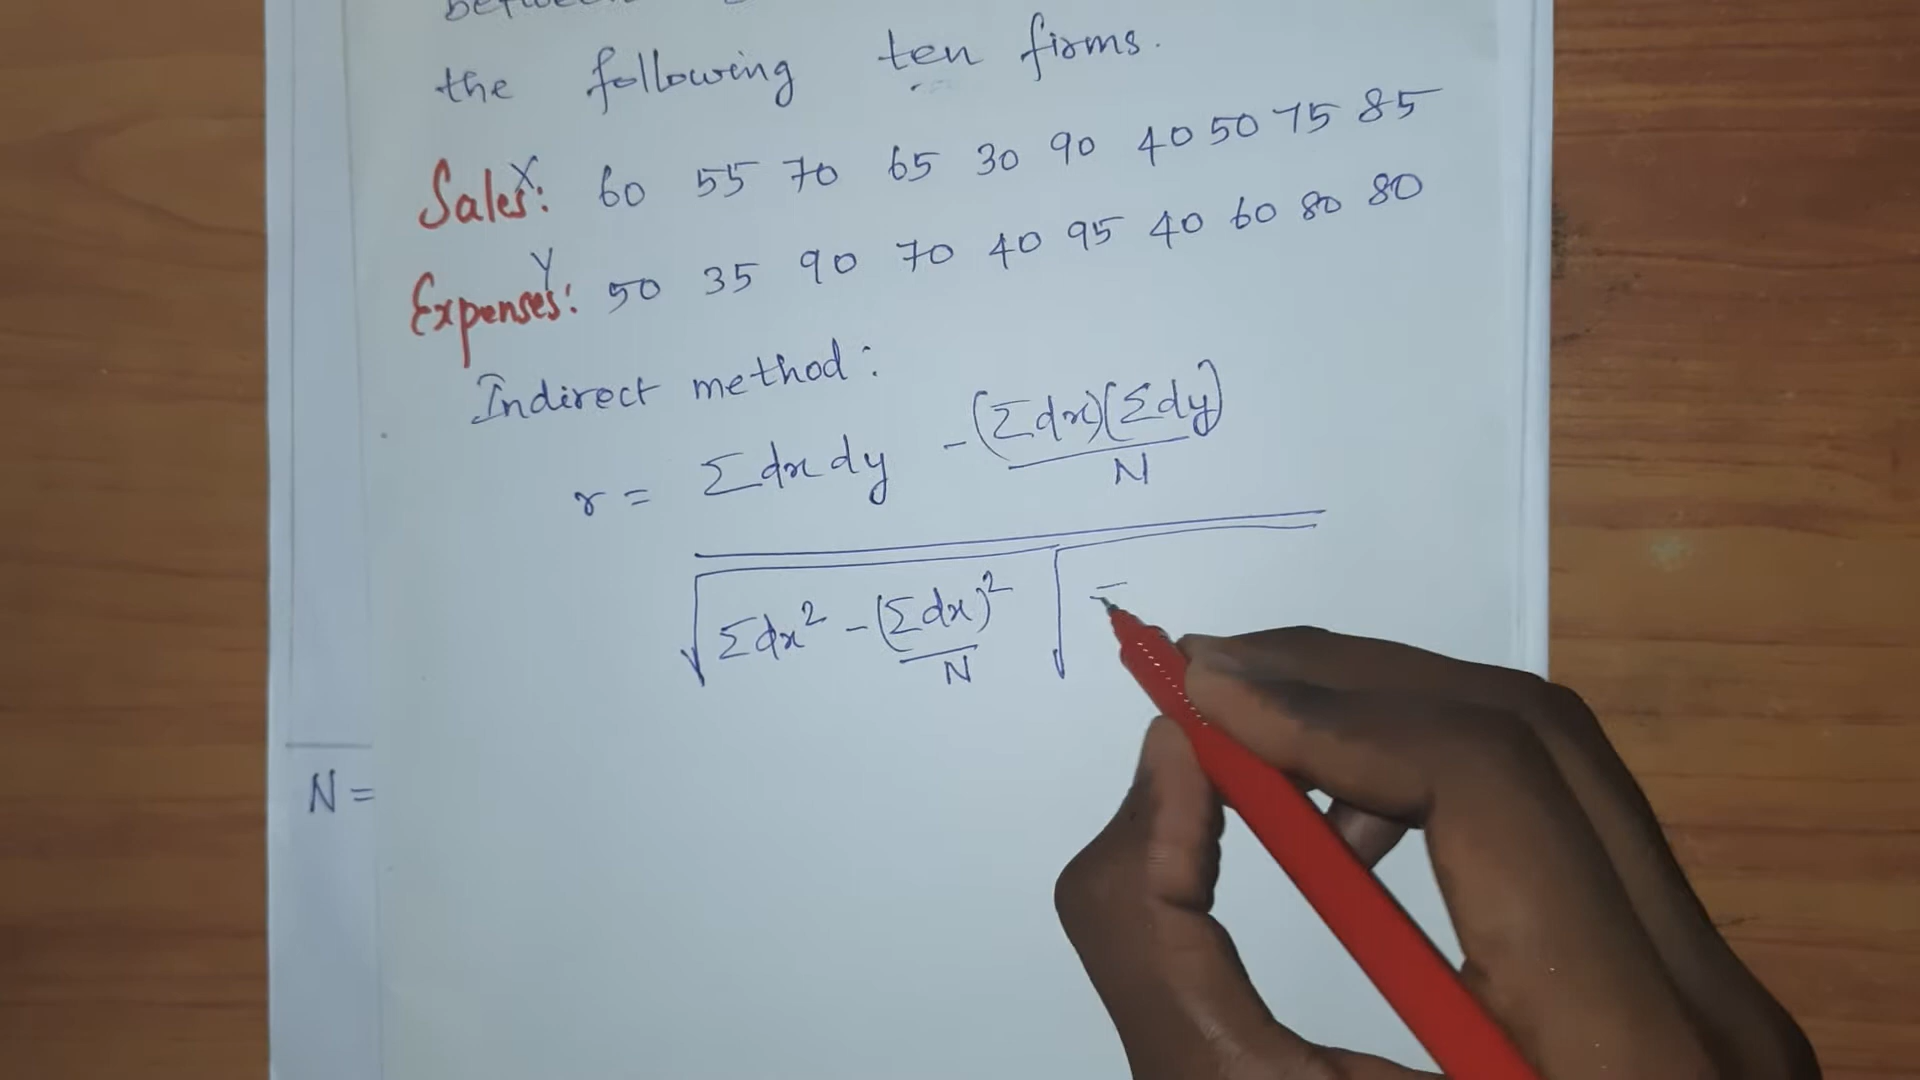 between
the following ten firms.
Sales: X 60 55 70 65 30 90 40 50 75 85
Expenses: Y 50 35 90 70 40 95 40 60 80 80
Indirect method:
r = Σdxdy - (Σdx)(Σdy)
N
√Σdx² - (Σdx)² √
N
N =